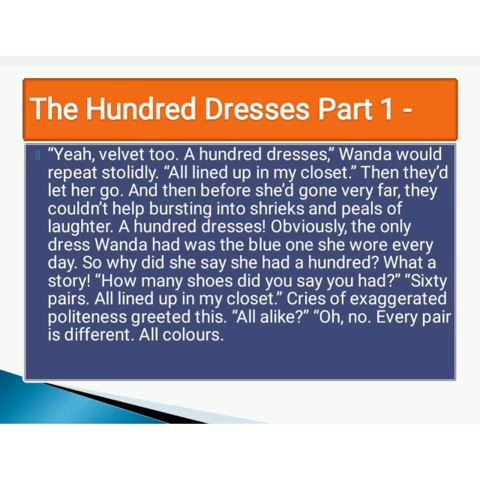 The Hundred Dresses Part 1 -
“Yeah, velvet too. A hundred dresses,” Wanda would
repeat stolidly. “All lined up in my closet.” Then they’d
let her go. And then before she’d gone very far, they
couldn’t help bursting into shrieks and peals of
laughter. A hundred dresses! Obviously, the only
dress Wanda had was the blue one she wore every
day. So why did she say she had a hundred? What a
story! “How many shoes did you say you had?” “Sixty
pairs. All lined up in my closet.” Cries of exaggerated
politeness greeted this. “All alike?” “Oh, no. Every pair
is different. All colours.